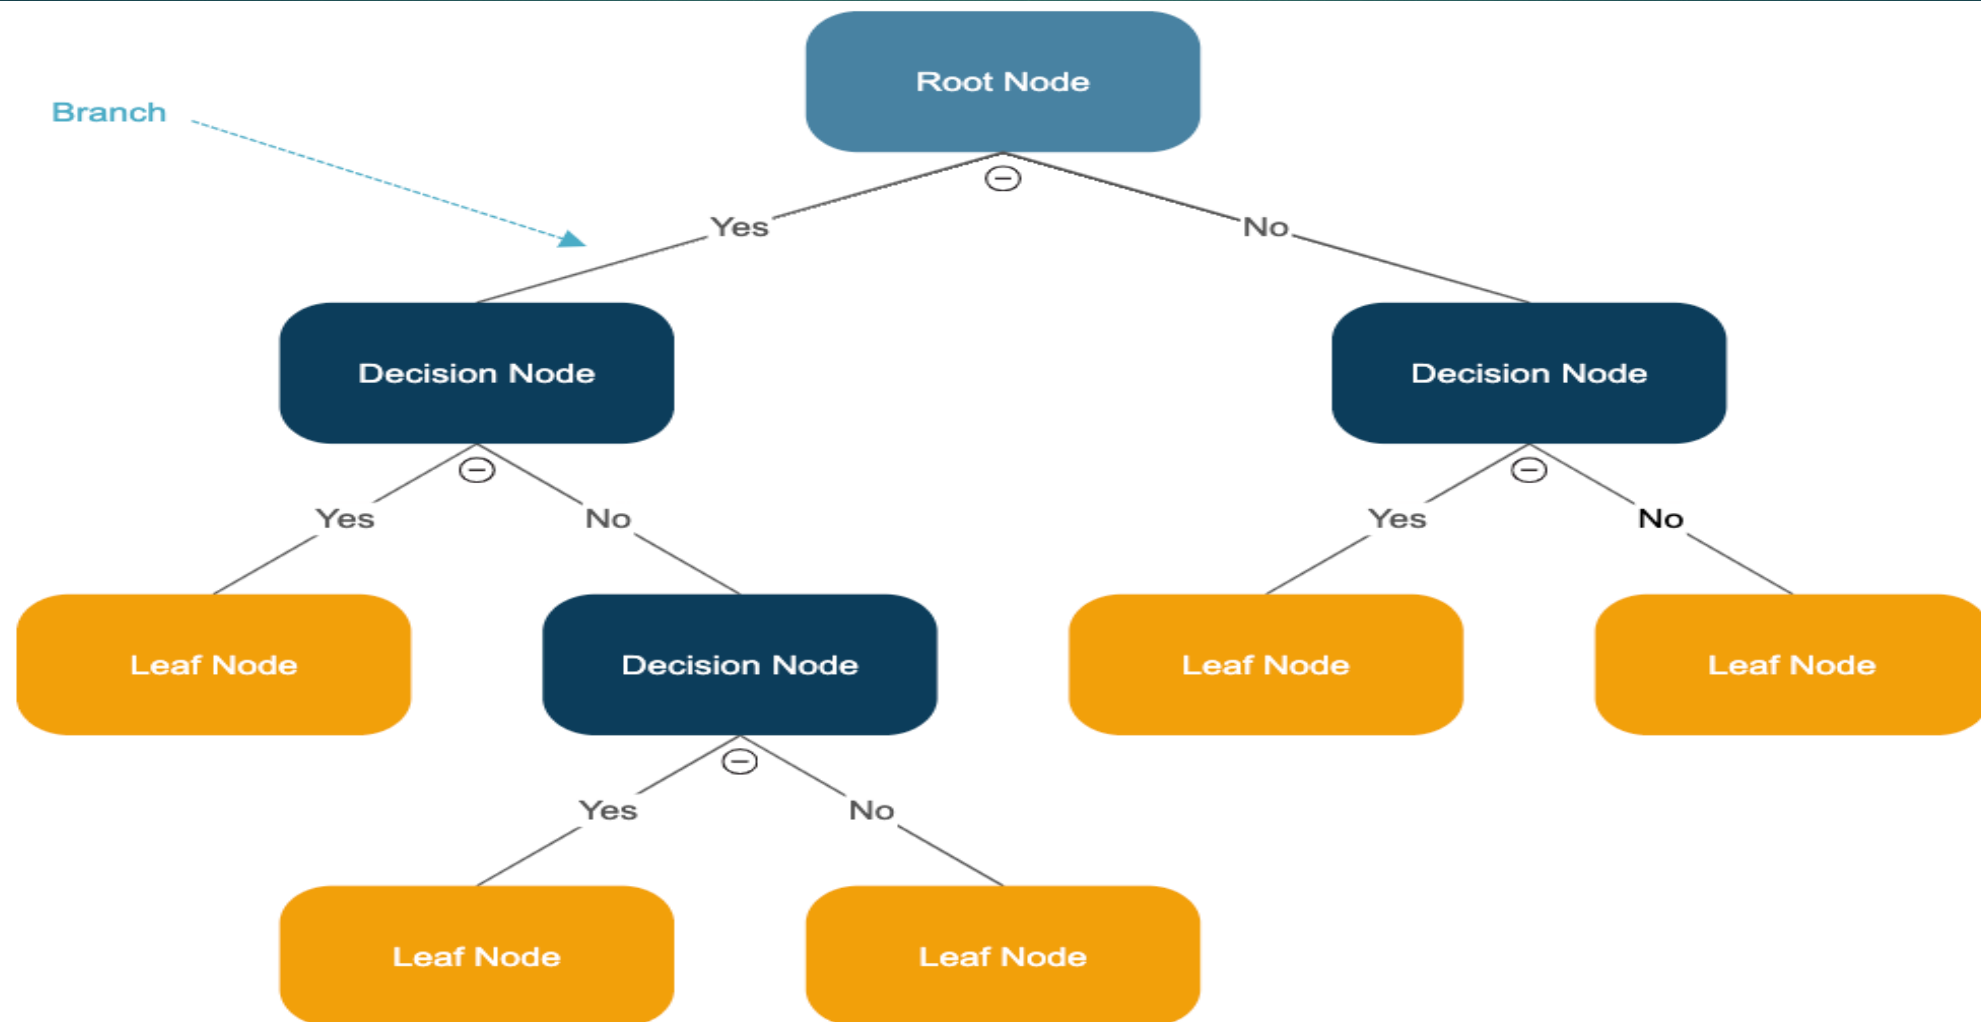 Root Node
Branch
Yes
No
Decision Node
Decision Node
Yes
No
Yes
No
Leaf Node
Decision Node
Leaf Node
Leaf Node
Yes
No
Leaf Node
Leaf Node